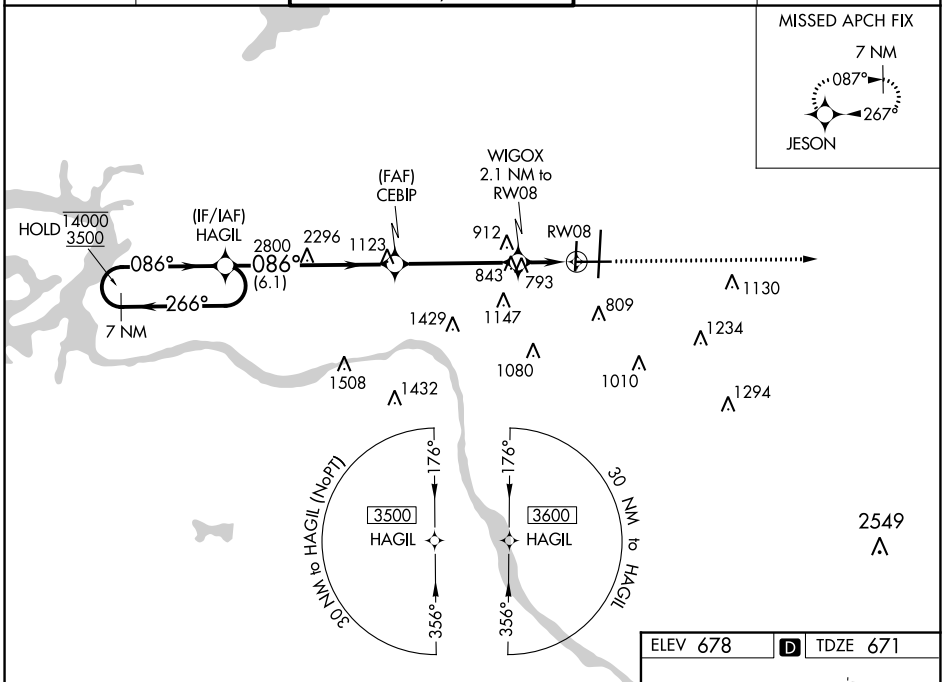 MISSED APCH FIX
7 NM
087°
267°
JESON
WIGOX
2.1 NM to
RW08
(FAF)
CEBIP
(IF/IAF)
HAGIL
HOLD 14000
3500
912
RW08
2800
2296
1123
086°
086°
(6.1)
843
793
266°
7 NM
1130
1147
809
1429
1234
1080
1010
1508
1432
1294
30 NM to HAGIL (NoPT)
176°
3500
HAGIL
356°
176°
3600
HAGIL
356°
30 NM to HAGIL
2549
ELEV 678
D
TDZE 671